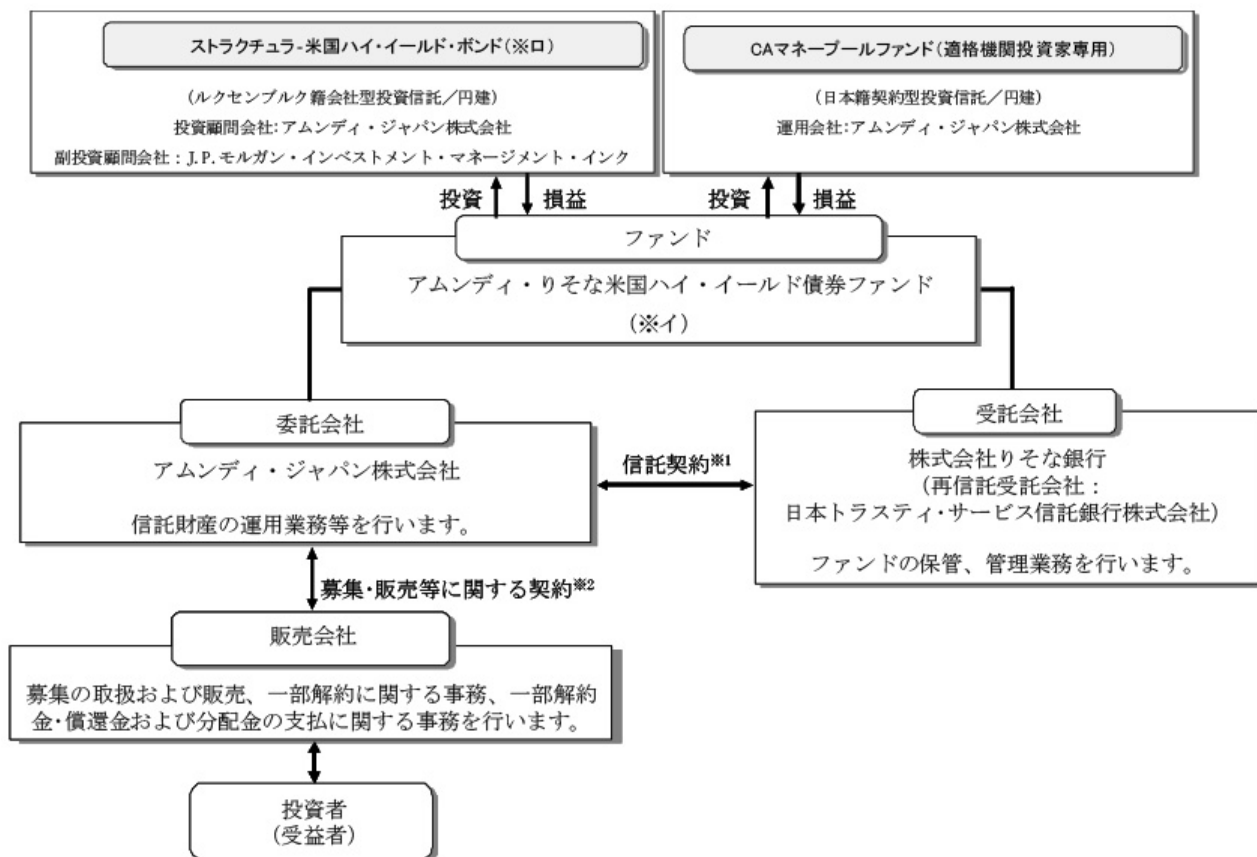 ストラクチュラ-米国ハイ・イールド・ボンド(※ロ)
(ルクセンブルク籍会社型投資信託／円建)
投資顧問会社：アムンディ・ジャパン株式会社
副投資顧問会社：J.P.モルガン・インベストメント・マネージメント・インク
CAマネープールファンド(適格機関投資家専用)
(日本籍契約型投資信託／円建)
運用会社：アムンディ・ジャパン株式会社
投資
損益
投資
損益
ファンド
アムンディ・りそな米国ハイ・イールド債券ファンド
(※イ)
委託会社
アムンディ・ジャパン株式会社
信託財産の運用業務等を行います。
信託契約※1
受託会社
株式会社りそな銀行
(再信託受託会社：
日本トラスティ・サービス信託銀行株式会社)
ファンドの保管、管理業務を行います。
募集・販売等に関する契約※2
販売会社
募集の取扱および販売、一部解約に関する事務、一部解約
金・償還金および分配金の支払に関する事務を行います。
投資者
(受益者)